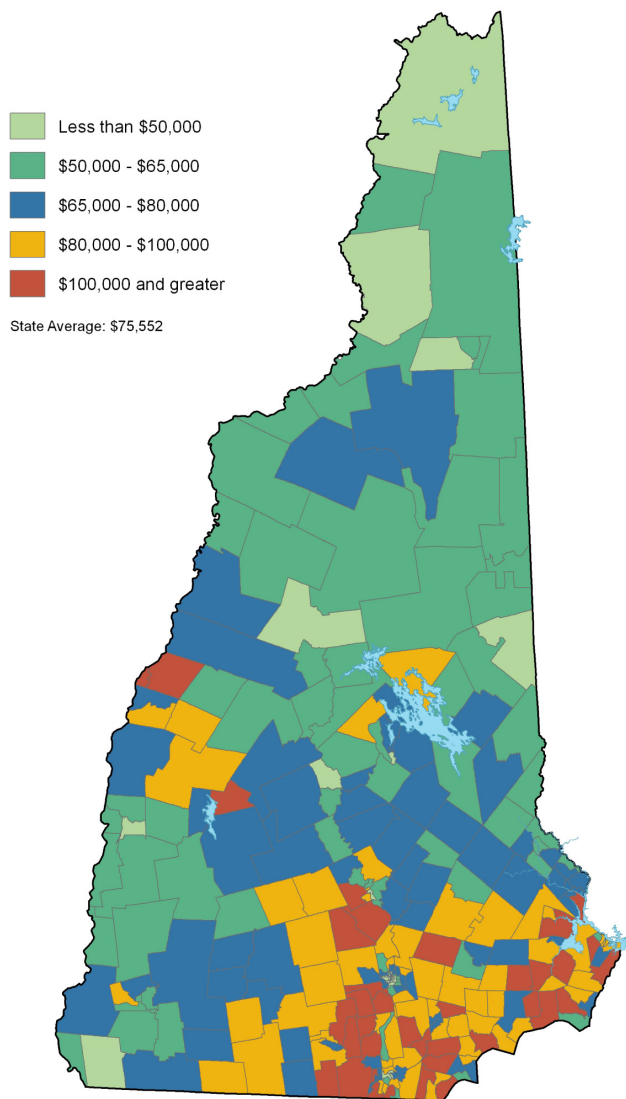 Less than $50,000
$50,000 - $65,000
$65,000 - $80,000
$80,000 - $100,000
$100,000 and greater
State Average: $75,552